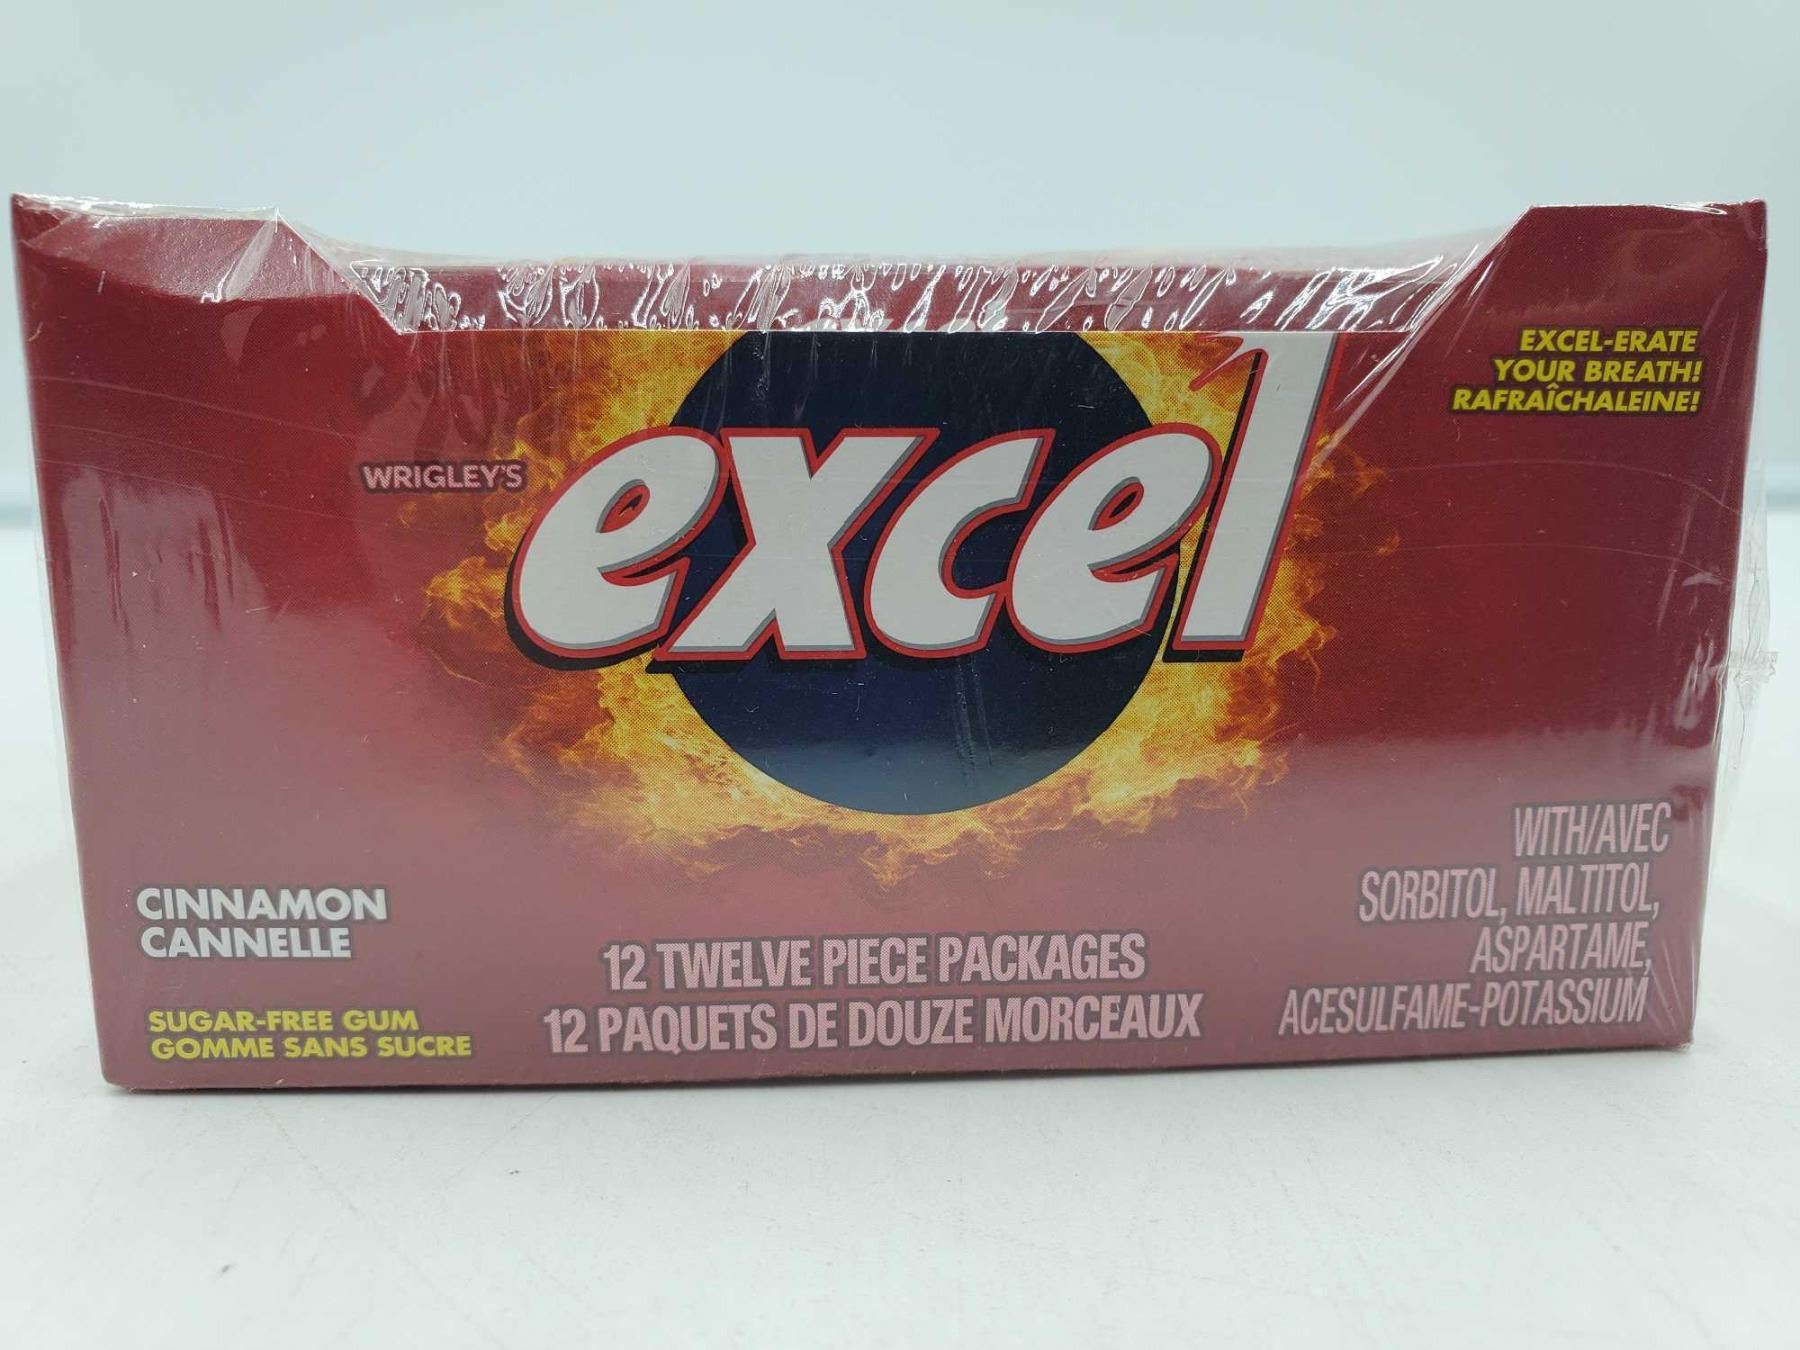 EXCEL-ERATE
YOUR BREATH!
RAFRAÎCHALEINE!
WRIGLEY'S
excel
CINNAMON
CANNELLE
SUGAR-FREE GUM
GOMME SANS SUCRE
12 TWELVE PIECE PACKAGES
12 PAQUETS DE DOUZE MORCEAUX
WITH/AVEC
SORBITOL, MALTITOL,
ASPARTAME,
ACESULFAME-POTASSIUM